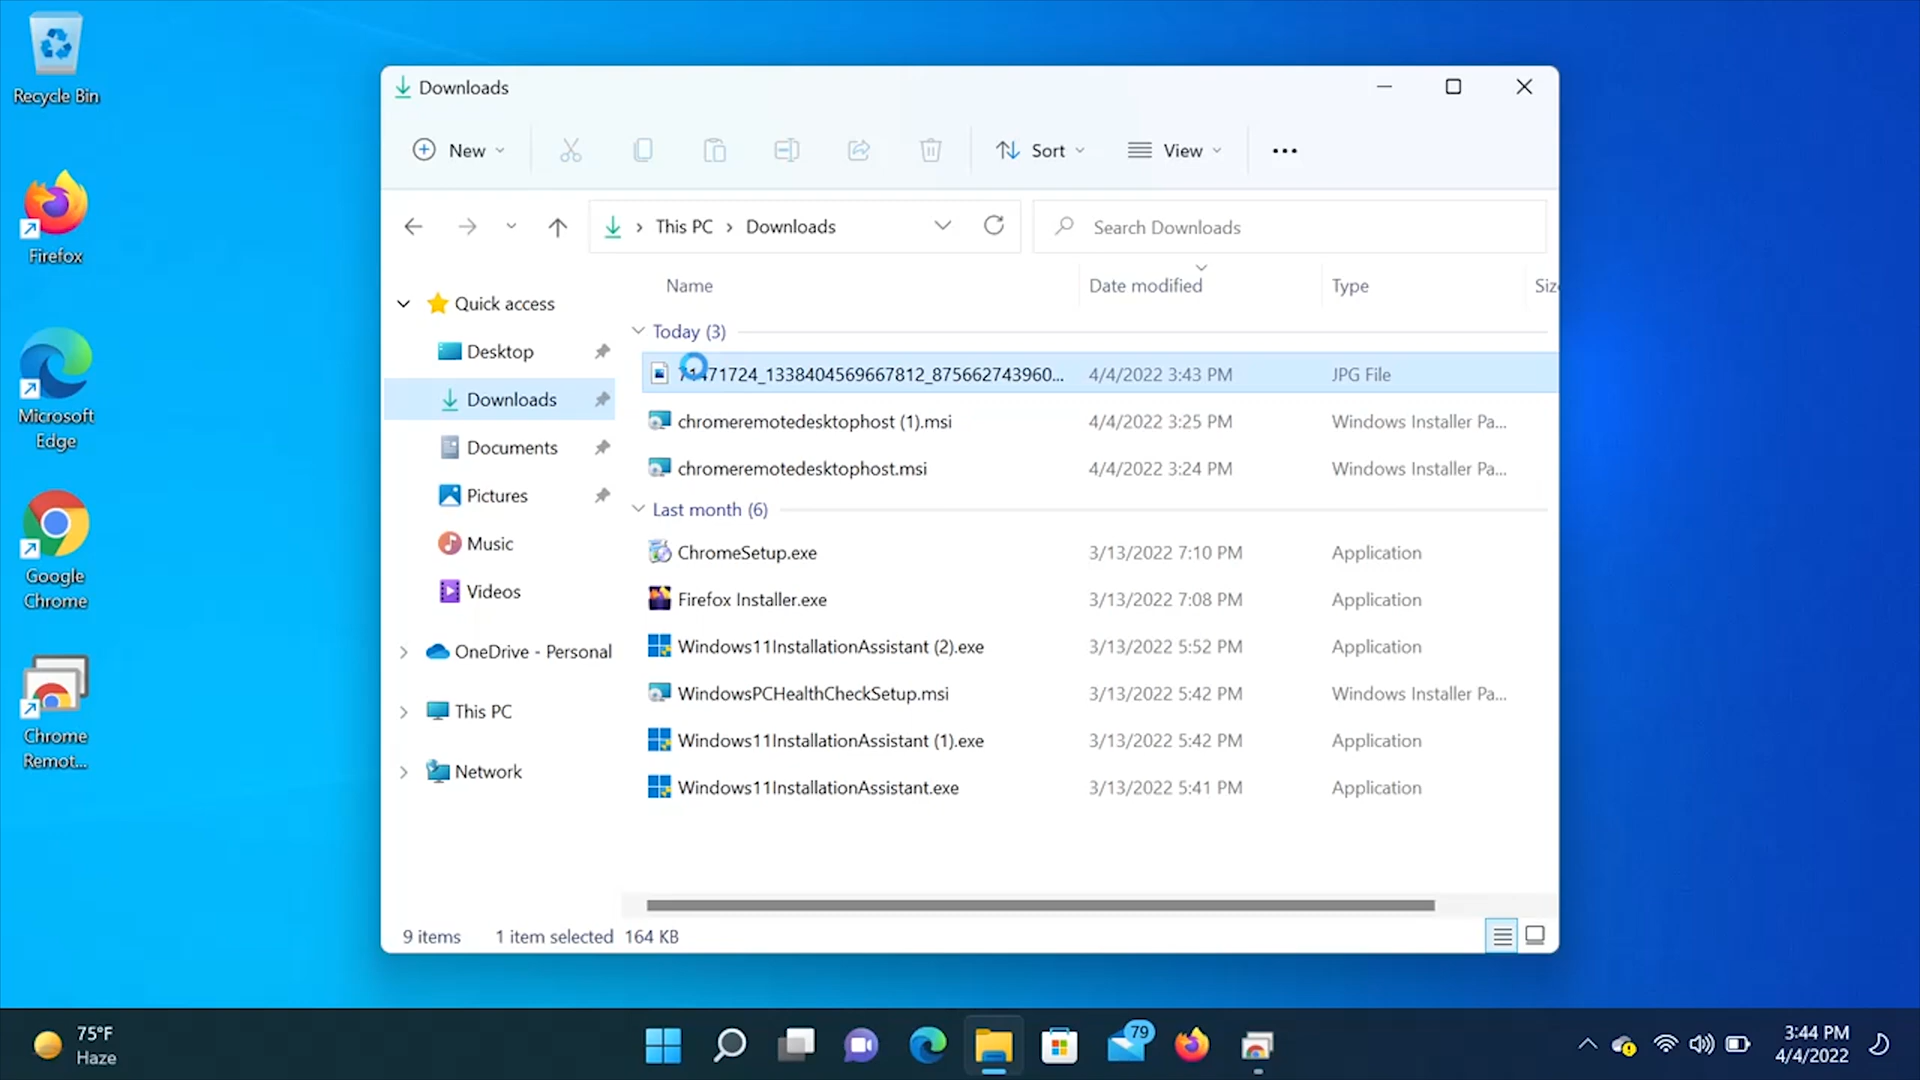 Recycle Bin
Firefox
Microsoft
Edge
Google
Chrome
Chrome
Remot...
Downloads
New
Sort
View
This PC > Downloads
Search Downloads
Quick access
Desktop
Downloads
Documents
Pictures
Music
Videos
OneDrive - Personal
This PC
Network
Name Date modified Type
Today (3)
71471724_1338404569667812_875662743960... 4/4/2022 3:43 PM JPG File
chromeremotedesktophost (1).msi 4/4/2022 3:25 PM Windows Installer Pa...
chromeremotedesktophost.msi 4/4/2022 3:24 PM Windows Installer Pa...
Last month (6)
ChromeSetup.exe 3/13/2022 7:10 PM Application
Firefox Installer.exe 3/13/2022 7:08 PM Application
Windows11InstallationAssistant (2).exe 3/13/2022 5:52 PM Application
WindowsPCHealthCheckSetup.msi 3/13/2022 5:42 PM Windows Installer Pa...
Windows11InstallationAssistant (1).exe 3/13/2022 5:42 PM Application
Windows11InstallationAssistant.exe 3/13/2022 5:41 PM Application
9 items 1 item selected 164 KB
75°F
Haze
79
3:44 PM
4/4/2022